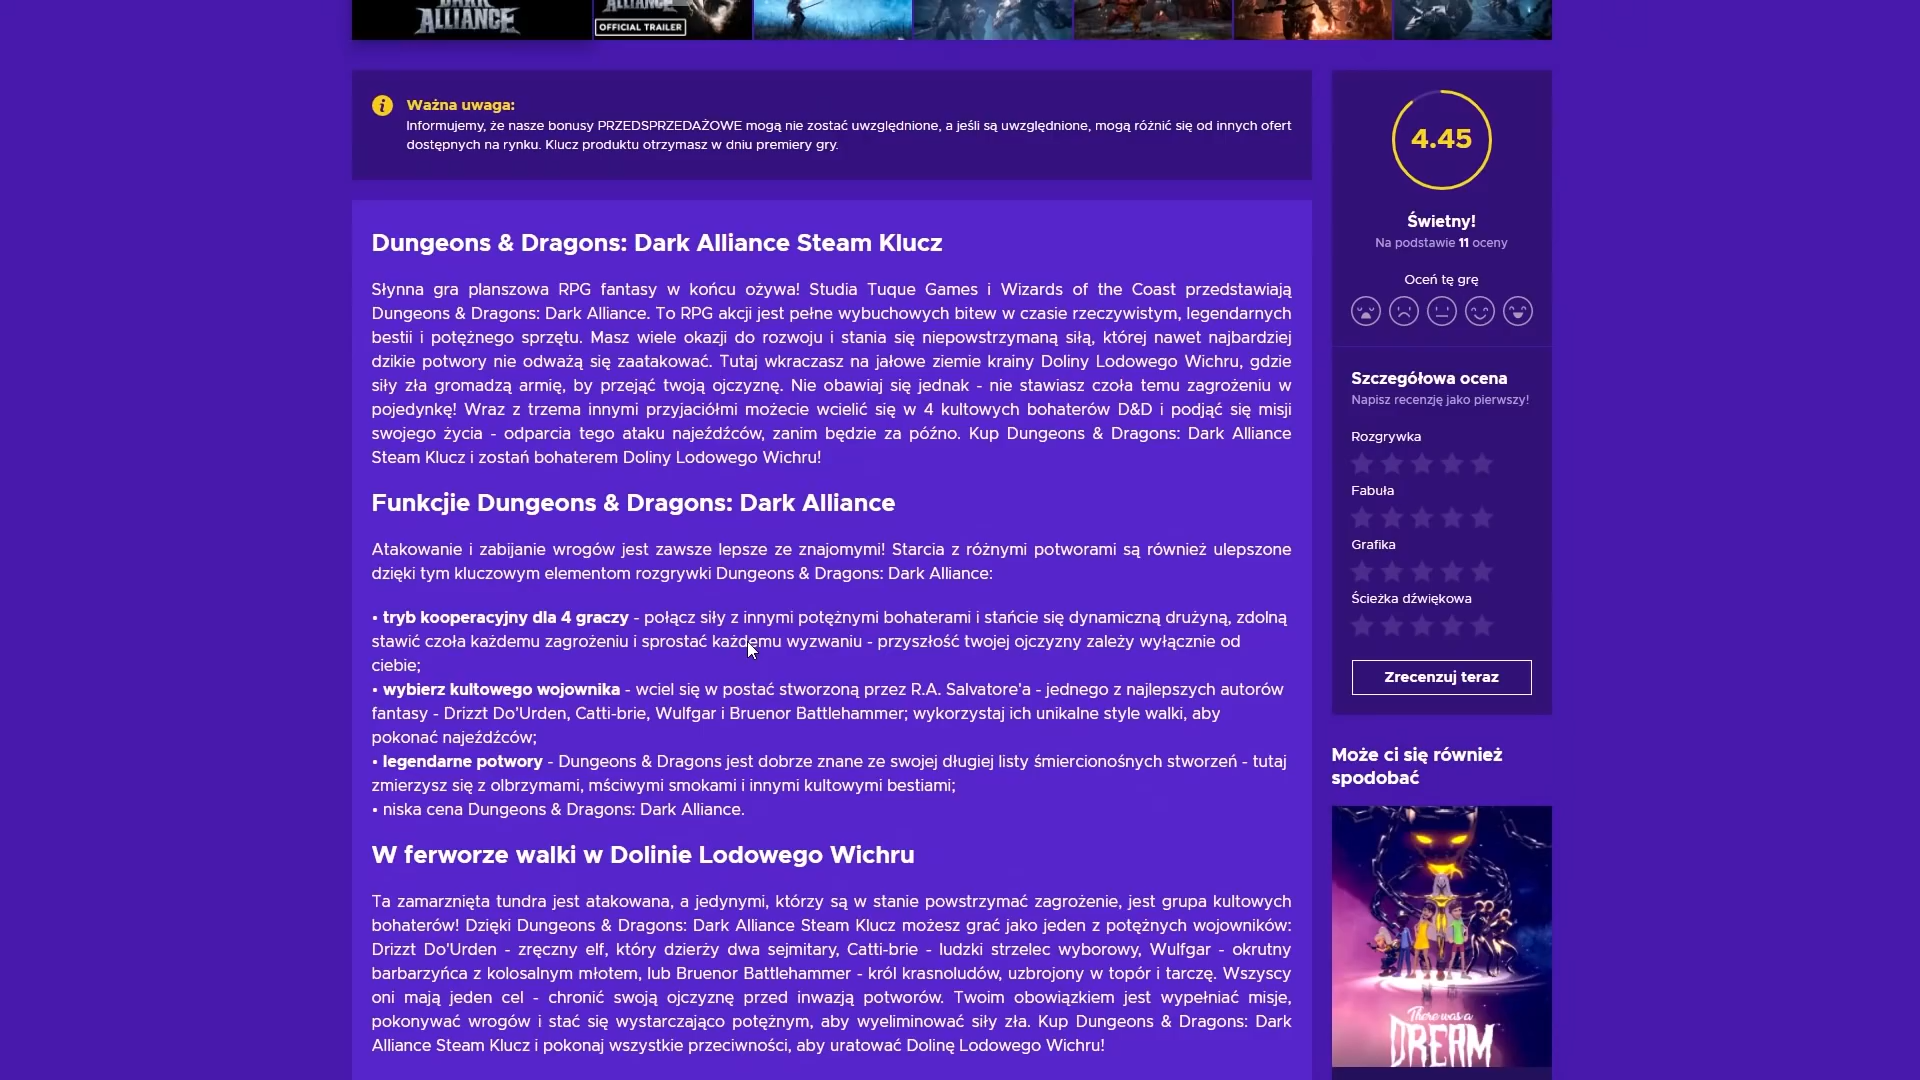 DARK
ALLIANCE
ALLIANCE
OFFICIAL TRAILER
Ważna uwaga:
Informujemy, że nasze bonusy PRZEDSPRZEDAŻOWE mogą nie zostać uwzględnione, a jeśli są uwzględnione, mogą różnić się od innych ofert
dostępnych na rynku. Klucz produktu otrzymasz w dniu premiery gry.
Dungeons & Dragons: Dark Alliance Steam Klucz
Słynna gra planszowa RPG fantasy w końcu ożywa! Studia Tuque Games i Wizards of the Coast przedstawiają
Dungeons & Dragons: Dark Alliance. To RPG akcji jest pełne wybuchowych bitew w czasie rzeczywistym, legendarnych
bestii i potężnego sprzętu. Masz wiele okazji do rozwoju i stania się niepowstrzymaną siłą, której nawet najbardziej
dzikie potwory nie odważą się zaatakować. Tutaj wkraczasz na jałowe ziemie krainy Doliny Lodowego Wichru, gdzie
siły zła gromadzą armię, by przejąć twoją ojczyznę. Nie obawiaj się jednak - nie stawiasz czoła temu zagrożeniu w
pojedynkę! Wraz z trzema innymi przyjaciółmi możecie wcielić się w 4 kultowych bohaterów D&D i podjąć się misji
swojego życia - odparcia tego ataku najeźdźców, zanim będzie za późno. Kup Dungeons & Dragons: Dark Alliance
Steam Klucz i zostań bohaterem Doliny Lodowego Wichru!
Funkcjie Dungeons & Dragons: Dark Alliance
Atakowanie i zabijanie wrogów jest zawsze lepsze ze znajomymi! Starcia z różnymi potworami są również ulepszone
dzięki tym kluczowym elementom rozgrywki Dungeons & Dragons: Dark Alliance:
• tryb kooperacyjny dla 4 graczy - połącz siły z innymi potężnymi bohaterami i stańcie się dynamiczną drużyną, zdolną
stawić czoła każdemu zagrożeniu i sprostać każdemu wyzwaniu - przyszłość twojej ojczyzny zależy wyłącznie od
ciebie;
• wybierz kultowego wojownika - wciel się w postać stworzoną przez R.A. Salvatore'a - jednego z najlepszych autorów
fantasy - Drizzt Do'Urden, Catti-brie, Wulfgar i Bruenor Battlehammer; wykorzystaj ich unikalne style walki, aby
pokonać najeźdźców;
• legendarne potwory - Dungeons & Dragons jest dobrze znane ze swojej długiej listy śmiercionośnych stworzeń - tutaj
zmierzysz się z olbrzymami, mściwymi smokami i innymi kultowymi bestiami;
• niska cena Dungeons & Dragons: Dark Alliance.
W ferworze walki w Dolinie Lodowego Wichru
Ta zamarznięta tundra jest atakowana, a jedynymi, którzy są w stanie powstrzymać zagrożenie, jest grupa kultowych
bohaterów! Dzięki Dungeons & Dragons: Dark Alliance Steam Klucz możesz grać jako jeden z potężnych wojowników:
Drizzt Do'Urden - zręczny elf, który dzierży dwa sejmitary, Catti-brie - ludzki strzelec wyborowy, Wulfgar - okrutny
barbarzyńca z kolosalnym młotem, lub Bruenor Battlehammer - król krasnoludów, uzbrojony w topór i tarczę. Wszyscy
oni mają jeden cel - chronić swoją ojczyznę przed inwazją potworów. Twoim obowiązkiem jest wypełniać misje,
pokonywać wrogów i stać się wystarczająco potężnym, aby wyeliminować siły zła. Kup Dungeons & Dragons: Dark
Alliance Steam Klucz i pokonaj wszystkie przeciwności, aby uratować Dolinę Lodowego Wichru!
4.45
Świetny!
Na podstawie 11 oceny
Oceń tę grę
Szczegółowa ocena
Napisz recenzję jako pierwszy!
Rozgrywka
Fabuła
Grafika
Ścieżka dźwiękowa
Zrecenzuj teraz
Może ci się również
spodobać
There was a
DREAM